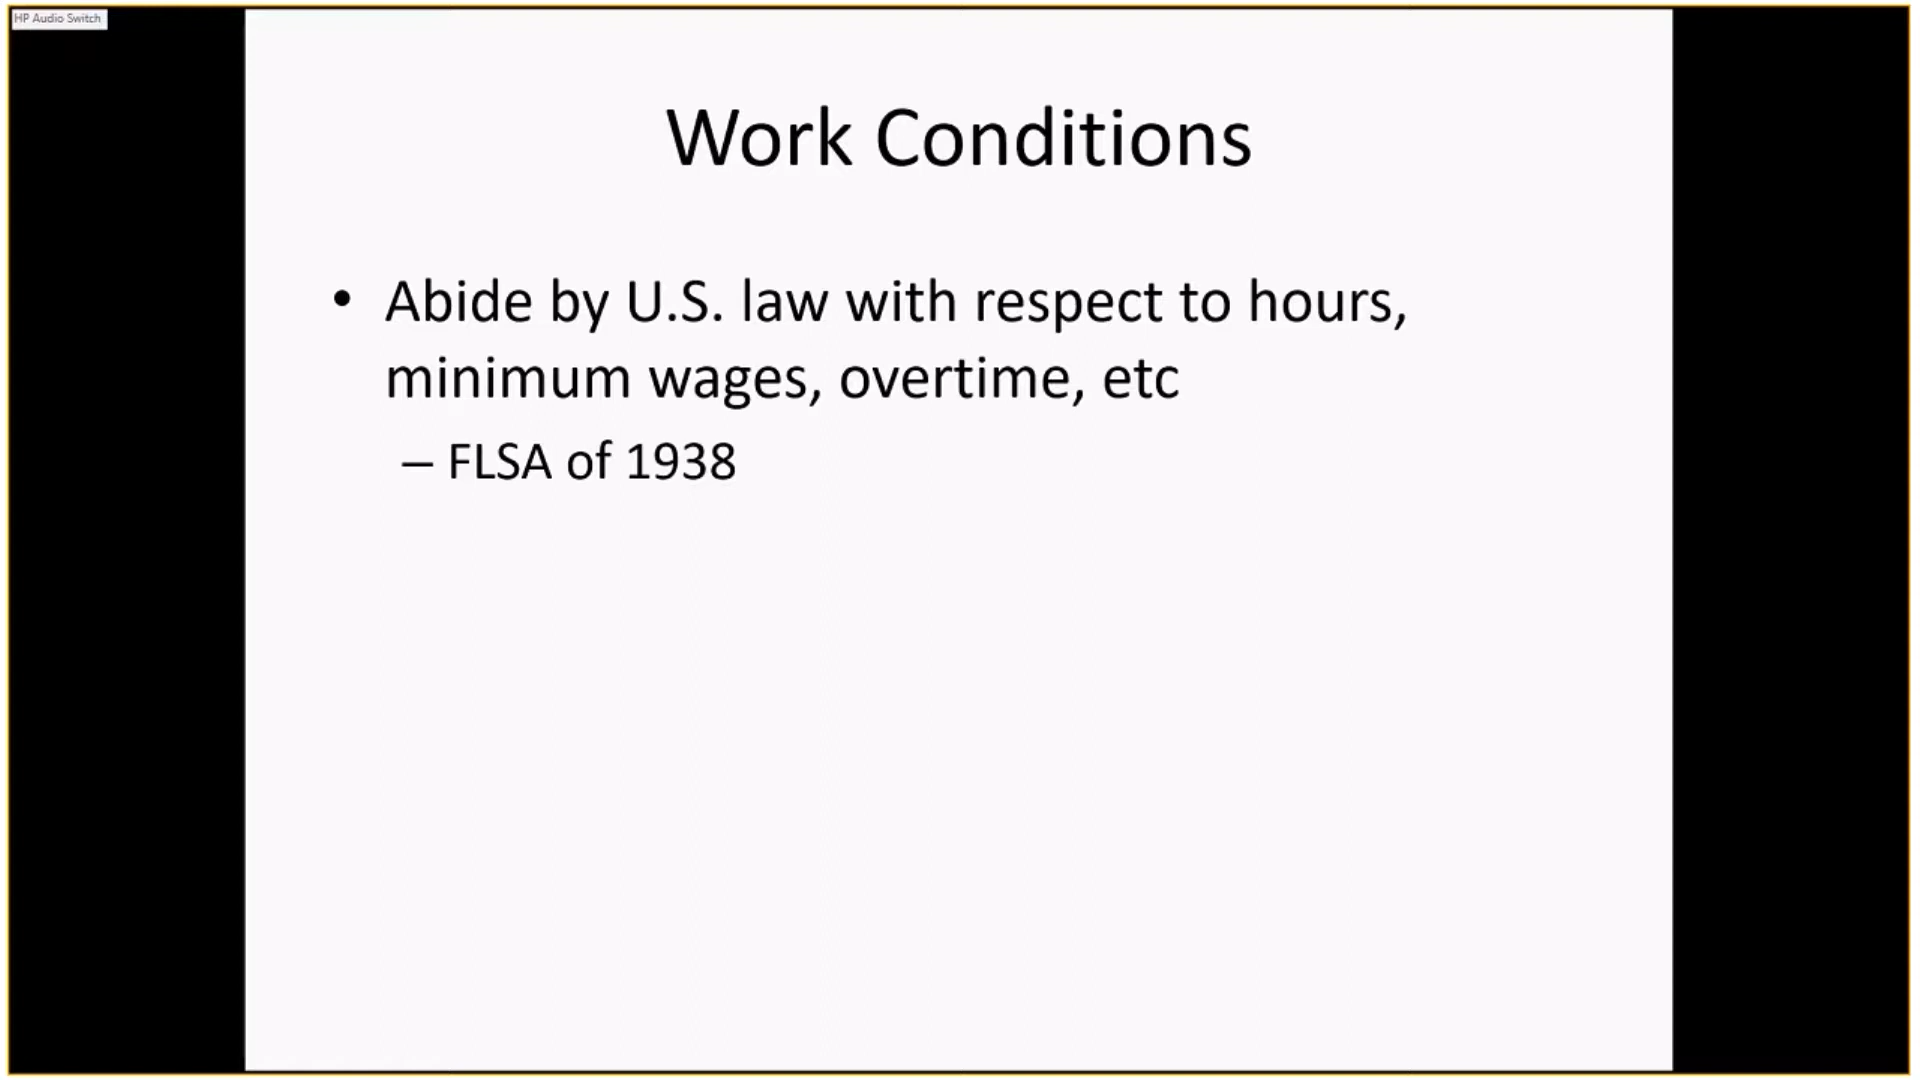 HP Audio Switch
Work Conditions
• Abide by U.S. law with respect to hours,
minimum wages, overtime, etc
– FLSA of 1938